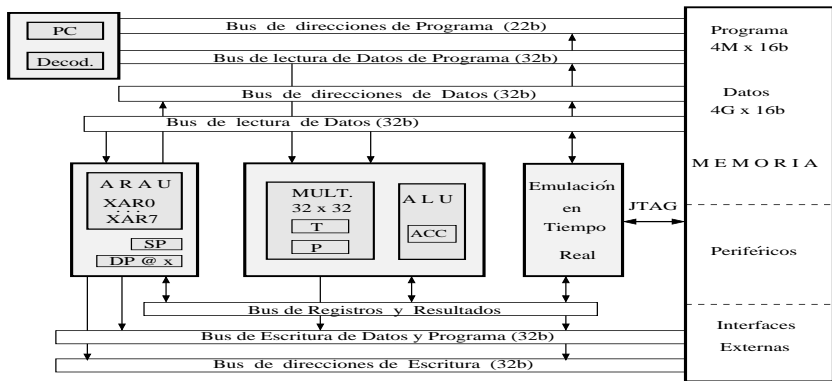 PC
Decod.
Bus de direcciones de Programa (22b)
Bus de lectura de Datos de Programa (32b)
Bus de direcciones de Datos (32b)
Bus de lectura de Datos (32b)
A R A U
XAR0
. . .
XAR7
SP
DP @ x
MULT.
32 x 32
T
P
A L U
ACC
Emulación
en
Tiempo
Real
JTAG
Programa
4M x 16b
Datos
4G x 16b
M E M O R I A
Periféricos
Interfaces
Externas
Bus de Registros y Resultados
Bus de Escritura de Datos y Programa (32b)
Bus de direcciones de Escritura (32b)